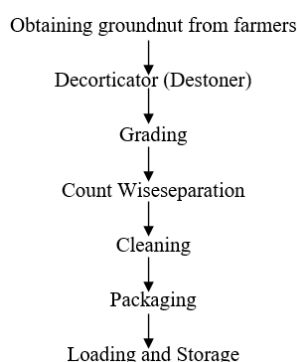 Obtaining groundnut from farmers
Decorticator (Destoner)
Grading
Count Wiseseparation
Cleaning
Packaging
Loading and Storage